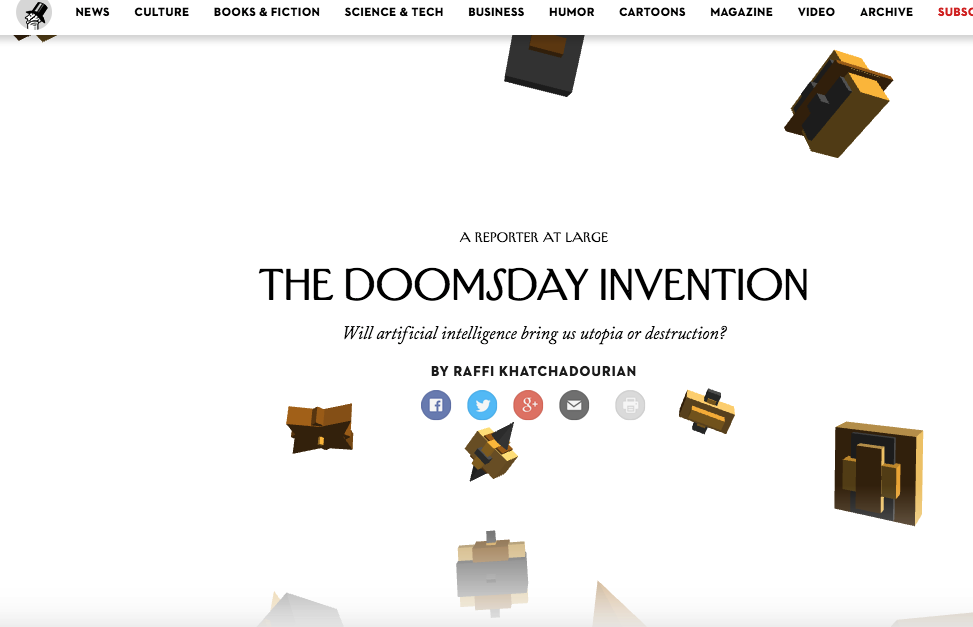 NEWS CULTURE BOOKS & FICTION SCIENCE & TECH BUSINESS HUMOR CARTOONS MAGAZINE VIDEO ARCHIVE SUBSC
A REPORTER AT LARGE
THE DOOMSDAY INVENTION
Will artificial intelligence bring us utopia or destruction?
BY RAFFI KHATCHADOURIAN
g+